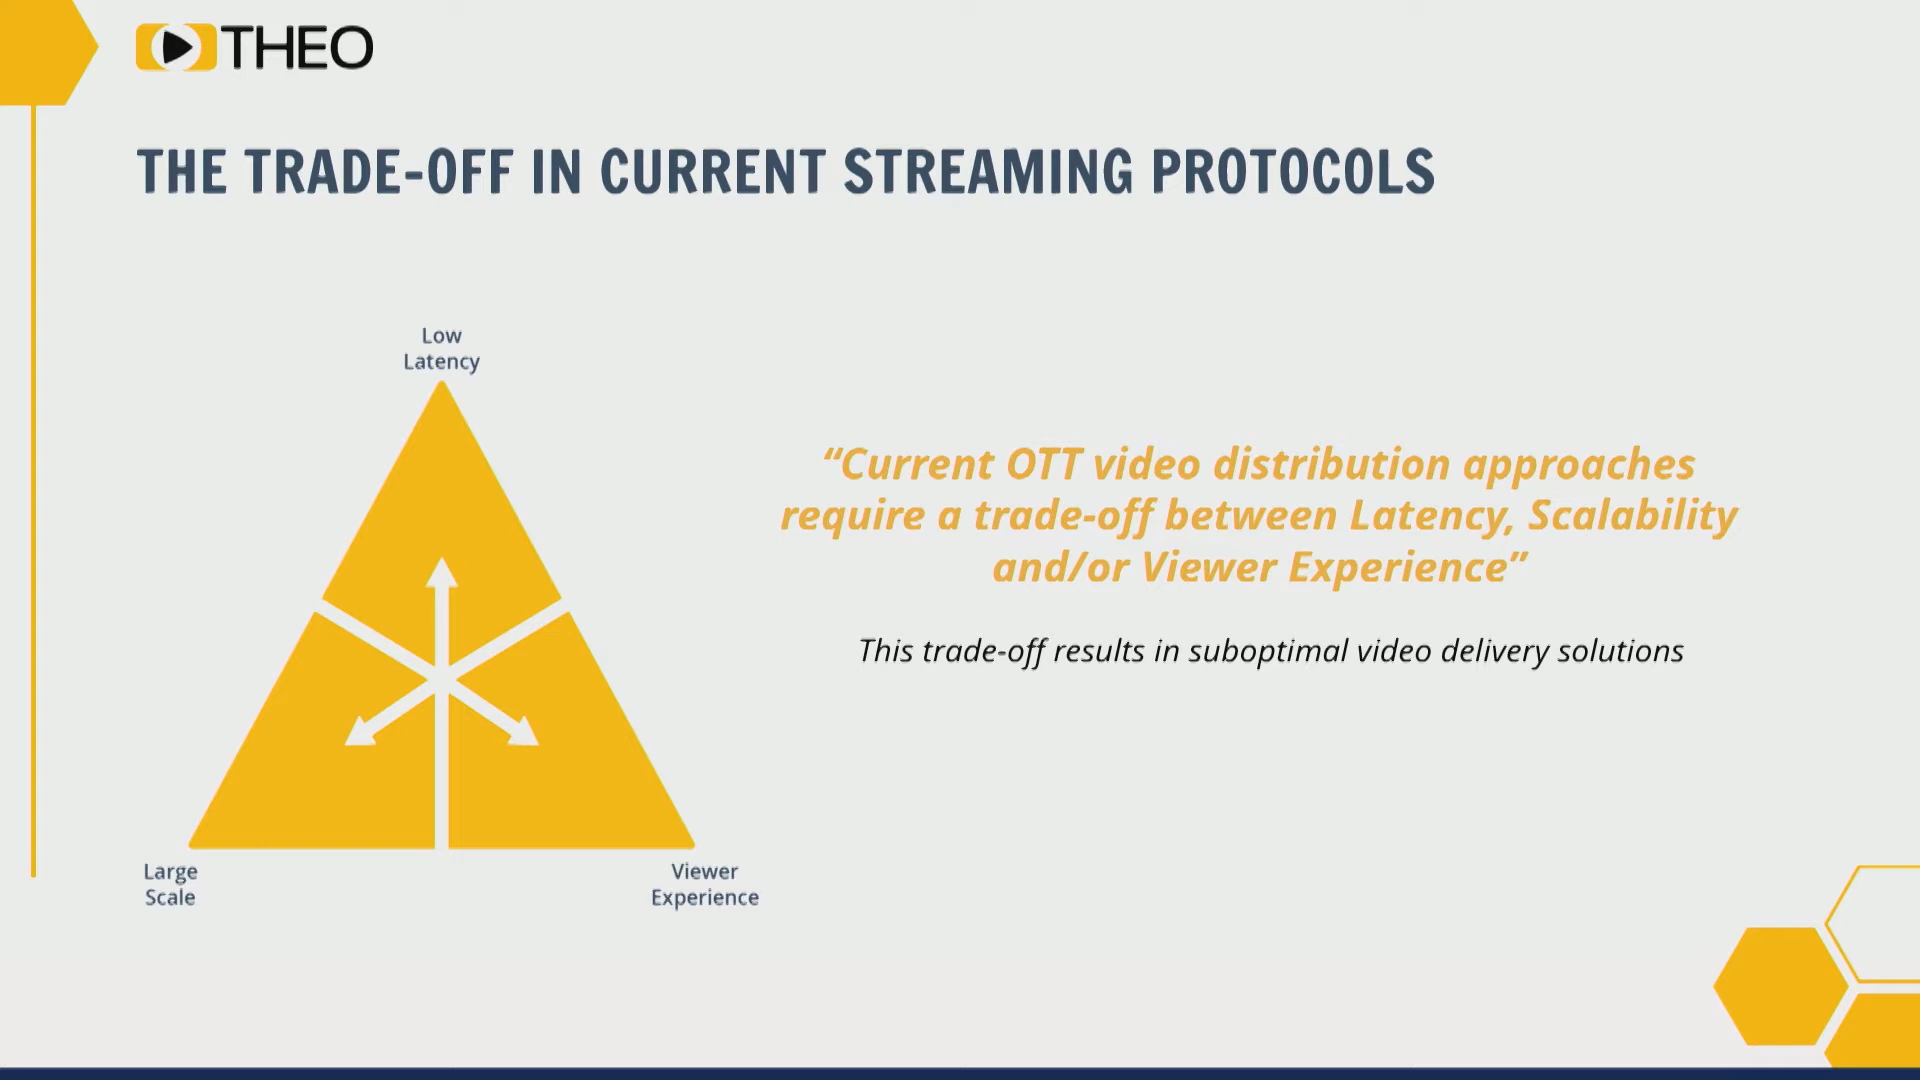 THEO
THE TRADE-OFF IN CURRENT STREAMING PROTOCOLS
Low
Latency
“Current OTT video distribution approaches
require a trade-off between Latency, Scalability
and/or Viewer Experience”
This trade-off results in suboptimal video delivery solutions
Large
Scale
Viewer
Experience